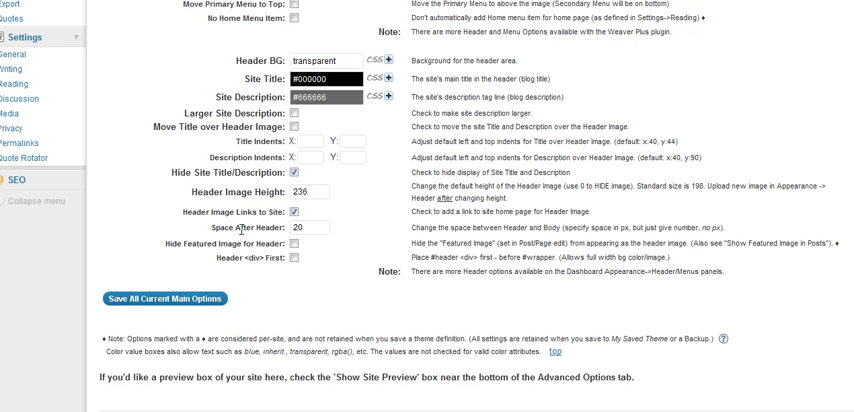 xport
Quotes
Settings
General
Writing
Reading
Discussion
Media
Privacy
Permalinks
Quote Rotator
SEO
Collapse menu
Move Primary Menu to Top: Move the Primary Menu to above the image (Secondary Menu will be on bottom)
No Home Menu Item: Don't automatically add Home menu item for home page (as defined in Settings->Reading) ♦
Note: There are more Header and Menu Options available with the Weaver Plus plugin.
Header BG: transparent CSS + Background for the header area.
Site Title: #000000 CSS + The site's main title in the header (blog title)
Site Description: #666666 CSS + The site's description tag line (blog description)
Larger Site Description: Check to make site description larger.
Move Title over Header Image: Check to move the site Title and Description over the Header Image.
Title Indents: X: Y: Adjust default left and top indents for Title over Header Image. (default: x:40, y:44)
Description Indents: X: Y: Adjust default left and top indents for Description over Header Image. (default: x:40, y:90)
Hide Site Title/Description: Check to hide display of Site Title and Description
Header Image Height: 236 Change the default height of the Header Image (use 0 to HIDE image). Standard size is 198. Upload new image in Appearance ->
Header after changing height.
Header Image Links to Site: Check to add a link to site home page for Header Image
Space After Header: 20 Change the space between Header and Body (specify space in px, but just give number, no px).
Hide Featured Image for Header: Hide the "Featured Image" (set in Post/Page edit) from appearing as the header image. (Also see "Show Featured Image in Posts"). ♦
Header <div> First: Place #header <div> first - before #wrapper. (Allows full width bg color/image.)
Note: There are more Header options available on the Dashboard Appearance->Header/Menus panels.
Save All Current Main Options
♦ Note: Options marked with a ♦ are considered per-site, and are not retained when you save a theme definition. (All settings are retained when you save to My Saved Theme or a Backup.) ?
Color value boxes also allow text such as blue, inherit , transparent, rgba(), etc. The values are not checked for valid color attributes. top
If you'd like a preview box of your site here, check the 'Show Site Preview' box near the bottom of the Advanced Options tab.